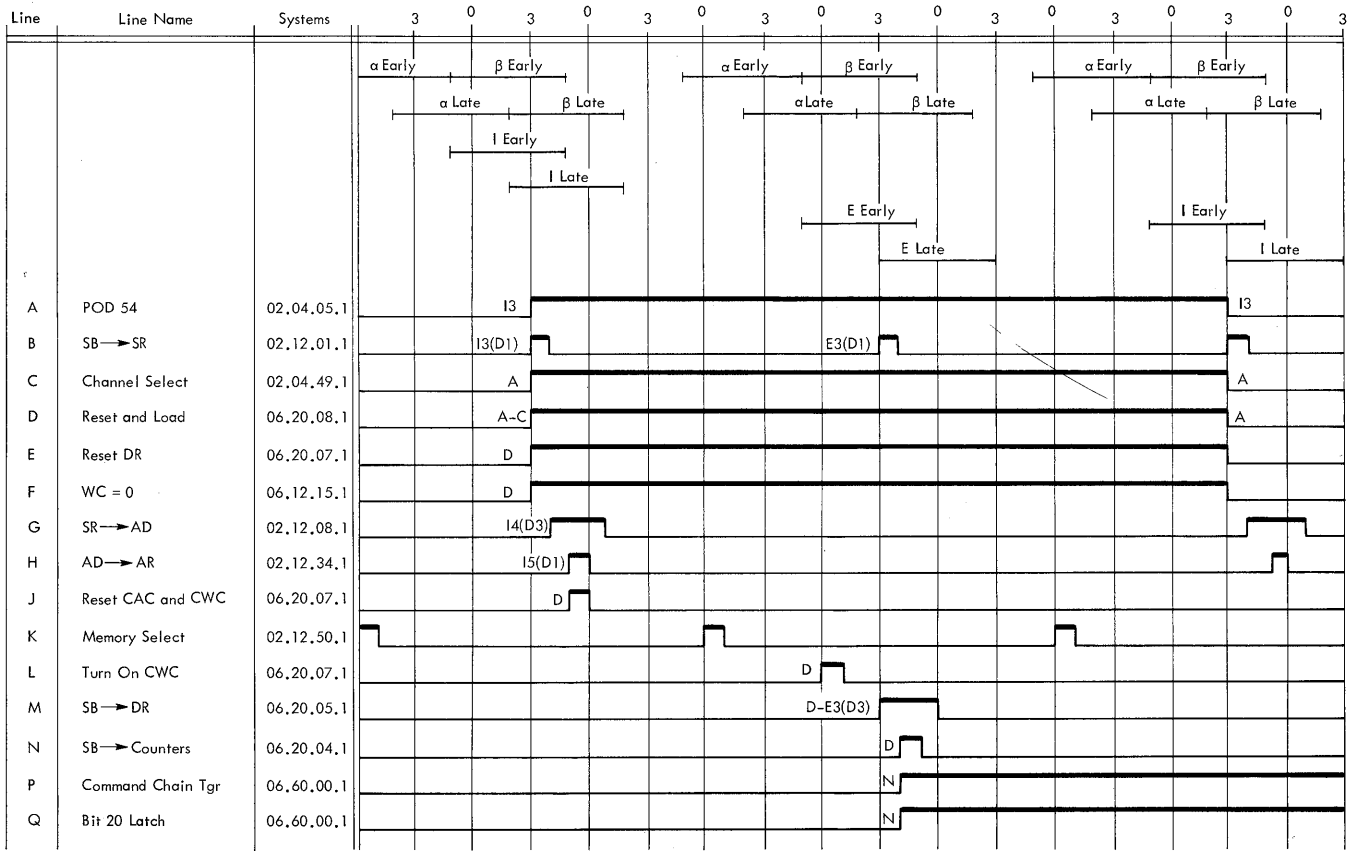 Line Line Name Systems 3 0 3 0 3 0 3 0 3 0 3 0 3 0 3 0 3
α Early β Early α Early β Early α Early β Early
α Late β Late α Late β Late α Late β Late
I Early
I Late
E Early I Early
E Late I Late
A POD 54 02.04.05.1 I3 I3
B SB→SR 02.12.01.1 I3(D1) E3(D1)
C Channel Select 02.04.49.1 A A
D Reset and Load 06.20.08.1 A-C A
E Reset DR 06.20.07.1 D
F WC = 0 06.12.15.1 D
G SR→AD 02.12.08.1 I4(D3)
H AD→AR 02.12.34.1 I5(D1)
J Reset CAC and CWC 06.20.07.1 D
K Memory Select 02.12.50.1
L Turn On CWC 06.20.07.1 D
M SB→DR 06.20.05.1 D-E3(D3)
N SB→Counters 06.20.04.1 D
P Command Chain Tgr 06.60.00.1 N
Q Bit 20 Latch 06.60.00.1 N